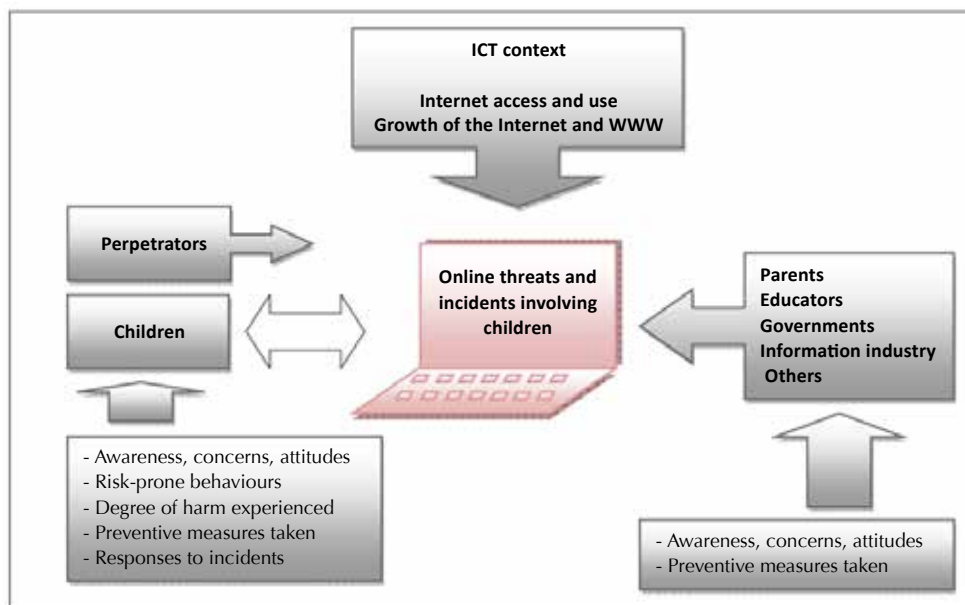 ICT context
Internet access and use
Growth of the Internet and WWW
Perpetrators
Children
Online threats and
incidents involving
children
Parents
Educators
Governments
Information industry
Others
- Awareness, concerns, attitudes
- Risk-prone behaviours
- Degree of harm experienced
- Preventive measures taken
- Responses to incidents
- Awareness, concerns, attitudes
- Preventive measures taken